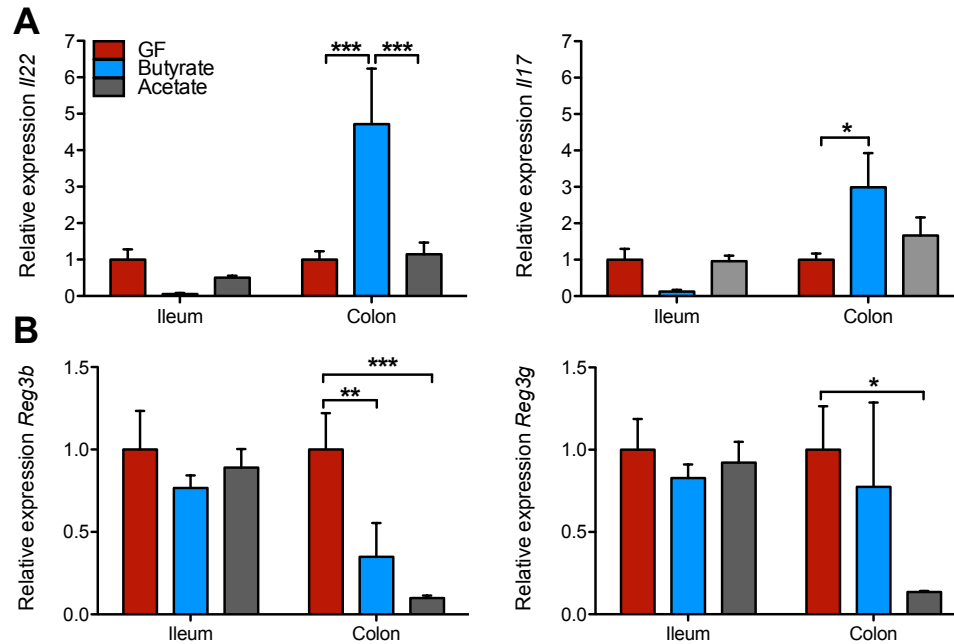 A
Relative expression Il22
7
6
5
4
3
2
1
0
GF
Butyrate
Acetate
***
***
Ileum
Colon
Relative expression Il17
7
6
5
4
3
2
1
0
*
Ileum
Colon
B
Relative expression Reg3b
1.5
1.0
0.5
0.0
***
**
Ileum
Colon
Relative expression Reg3g
1.5
1.0
0.5
0.0
*
Ileum
Colon